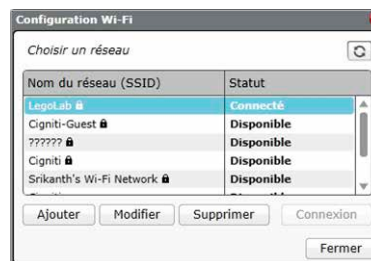 Configuration Wi-Fi
Choisir un réseau
Nom du réseau (SSID) Statut
LegoLab Connecté
Cigniti-Guest Disponible
?????? Disponible
Cigniti Disponible
Srikanth's Wi-Fi Network Disponible
Ajouter Modifier Supprimer Connexion
Fermer